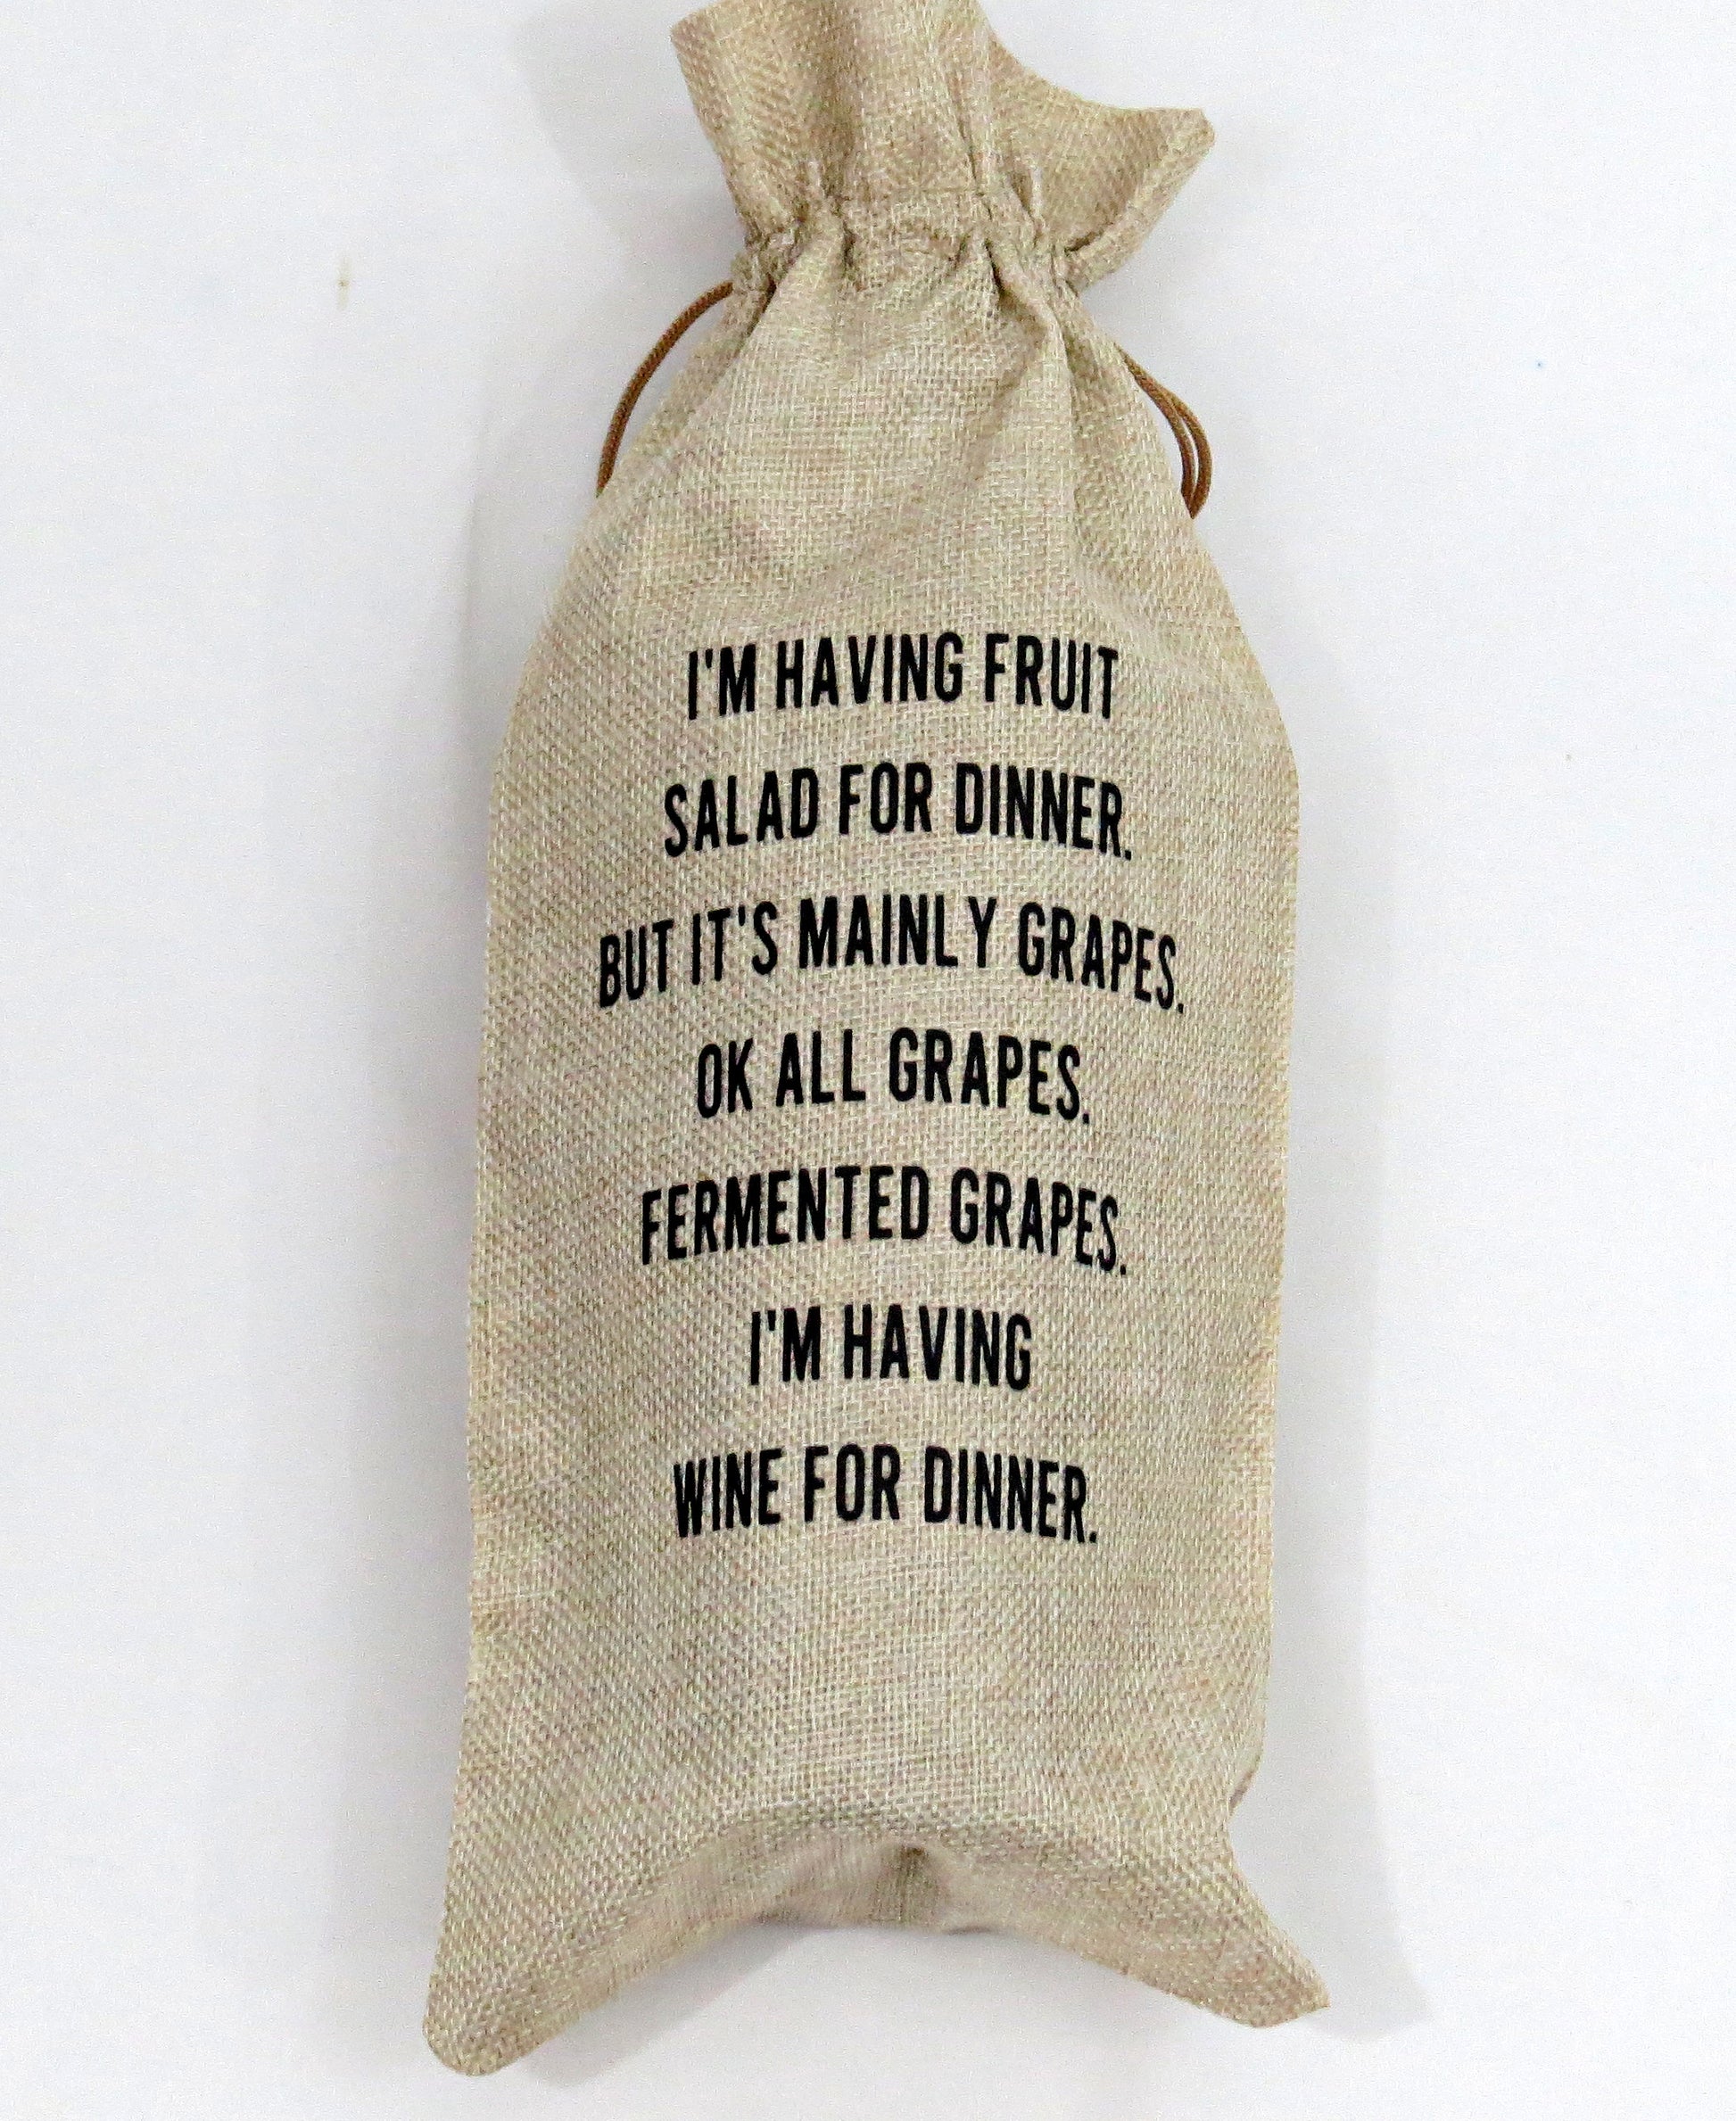 I'M HAVING FRUIT
SALAD FOR DINNER.
BUT IT'S MAINLY GRAPES.
OK ALL GRAPES.
FERMENTED GRAPES.
I'M HAVING
WINE FOR DINNER.